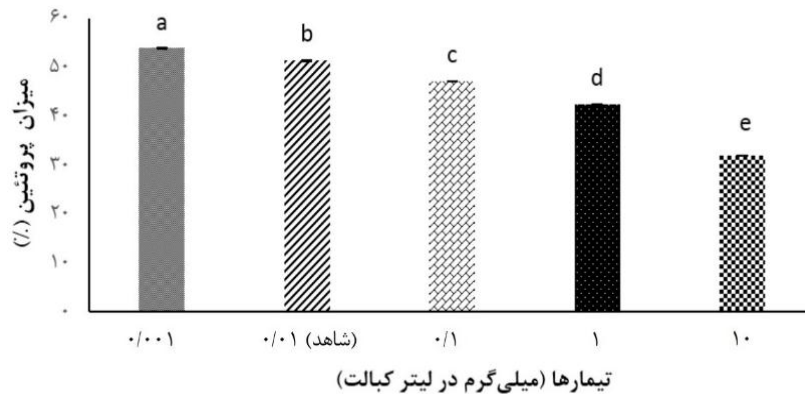 میزان پروتئین (٪)
۶۰
۵۰
۴۰
۳۰
۲۰
۱۰
۰
a
b
c
d
e
۰/۰۰۱
۰/۰۱ (شاهد)
۰/۱
۱
۱۰
تیمارها (میلی‌گرم در لیتر کبالت)